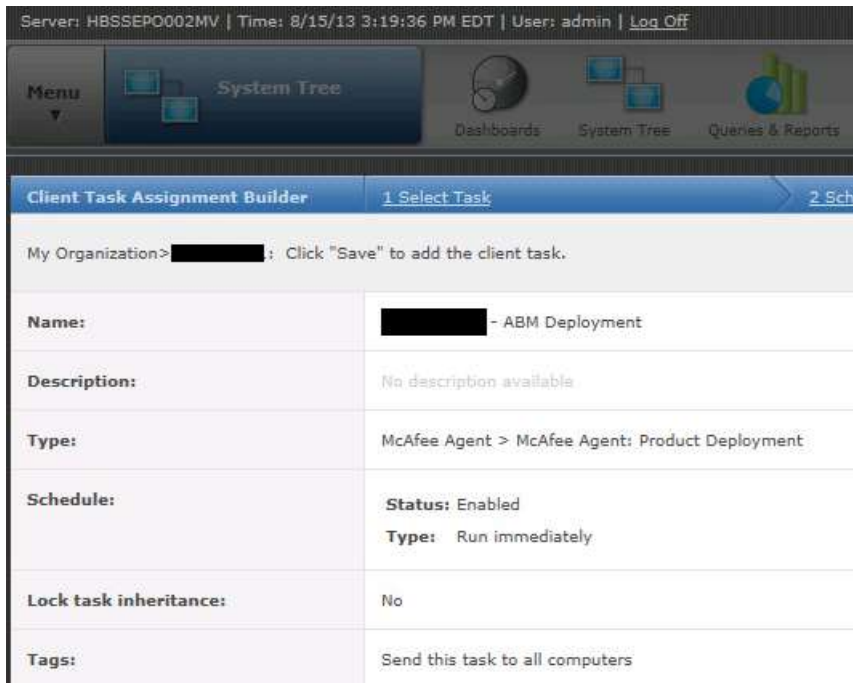 Server: HBSSEPO002MV | Time: 8/15/13 3:19:36 PM EDT | User: admin | Log Off
Menu
System Tree
Dashboards
System Tree
Queries & Reports
Client Task Assignment Builder
1 Select Task
2 Sch
My Organization> : Click "Save" to add the client task.
Name:
- ABM Deployment
Description:
No description available
Type:
McAfee Agent > McAfee Agent: Product Deployment
Schedule:
Status: Enabled
Type: Run immediately
Lock task inheritance:
No
Tags:
Send this task to all computers